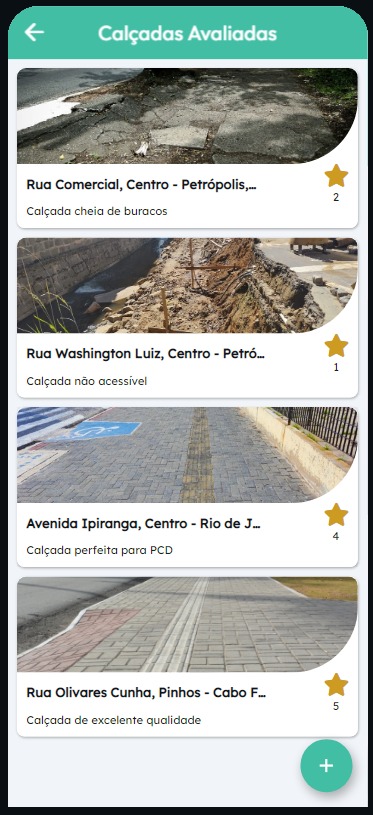 Calçadas Avaliadas
Rua Comercial, Centro - Petrópolis,...
2
Calçada cheia de buracos
Rua Washington Luiz, Centro - Petró...
1
Calçada não acessível
Avenida Ipiranga, Centro - Rio de J...
4
Calçada perfeita para PCD
Rua Olivares Cunha, Pinhos - Cabo F...
5
Calçada de excelente qualidade
+